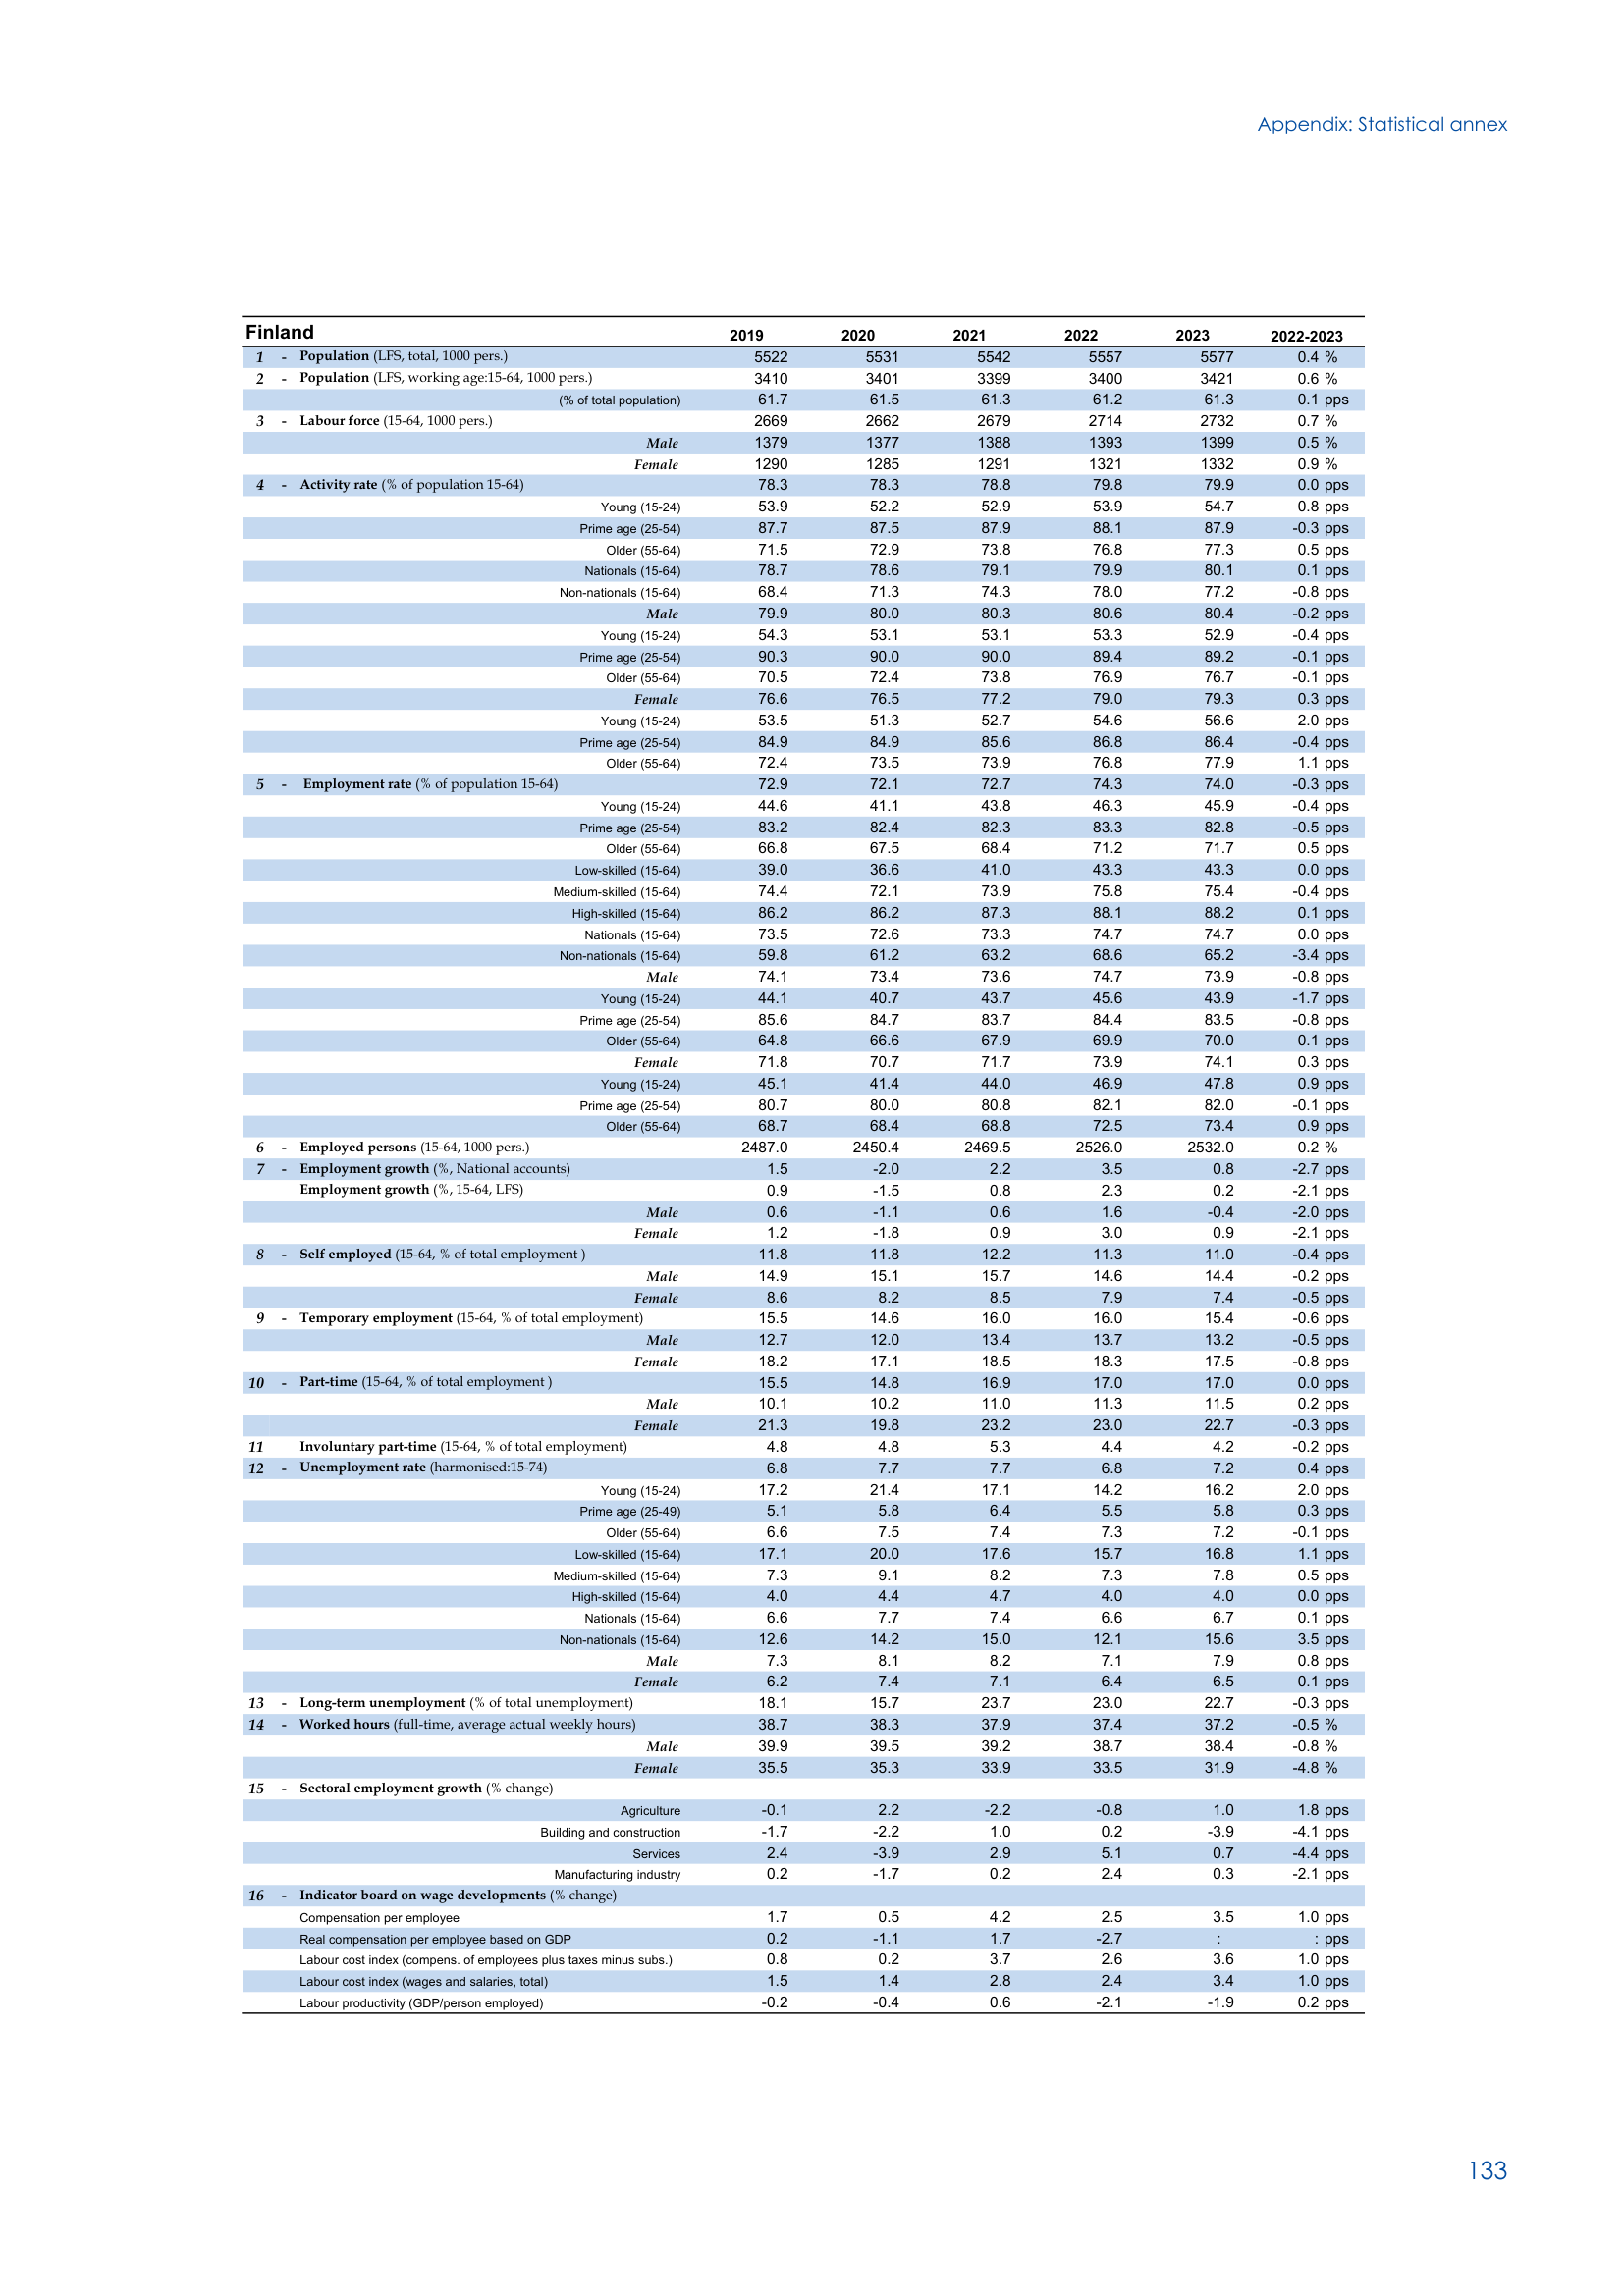 Appendix: Statistical annex
Finland 2019 2020 2021 2022 2023 2022-2023
1 - Population (LFS, total, 1000 pers.) 5522 5531 5542 5557 5577 0.4 %
2 - Population (LFS, working age:15-64, 1000 pers.) 3410 3401 3399 3400 3421 0.6 %
(% of total population) 61.7 61.5 61.3 61.2 61.3 0.1 pps
3 - Labour force (15-64, 1000 pers.) 2669 2662 2679 2714 2732 0.7 %
Male 1379 1377 1388 1393 1399 0.5 %
Female 1290 1285 1291 1321 1332 0.9 %
4 - Activity rate (% of population 15-64) 78.3 78.3 78.8 79.8 79.9 0.0 pps
Young (15-24) 53.9 52.2 52.9 53.9 54.7 0.8 pps
Prime age (25-54) 87.7 87.5 87.9 88.1 87.9 -0.3 pps
Older (55-64) 71.5 72.9 73.8 76.8 77.3 0.5 pps
Nationals (15-64) 78.7 78.6 79.1 79.9 80.1 0.1 pps
Non-nationals (15-64) 68.4 71.3 74.3 78.0 77.2 -0.8 pps
Male 79.9 80.0 80.3 80.6 80.4 -0.2 pps
Young (15-24) 54.3 53.1 53.1 53.3 52.9 -0.4 pps
Prime age (25-54) 90.3 90.0 90.0 89.4 89.2 -0.1 pps
Older (55-64) 70.5 72.4 73.8 76.9 76.7 -0.1 pps
Female 76.6 76.5 77.2 79.0 79.3 0.3 pps
Young (15-24) 53.5 51.3 52.7 54.6 56.6 2.0 pps
Prime age (25-54) 84.9 84.9 85.6 86.8 86.4 -0.4 pps
Older (55-64) 72.4 73.5 73.9 76.8 77.9 1.1 pps
5 - Employment rate (% of population 15-64) 72.9 72.1 72.7 74.3 74.0 -0.3 pps
Young (15-24) 44.6 41.1 43.8 46.3 45.9 -0.4 pps
Prime age (25-54) 83.2 82.4 82.3 83.3 82.8 -0.5 pps
Older (55-64) 66.8 67.5 68.4 71.2 71.7 0.5 pps
Low-skilled (15-64) 39.0 36.6 41.0 43.3 43.3 0.0 pps
Medium-skilled (15-64) 74.4 72.1 73.9 75.8 75.4 -0.4 pps
High-skilled (15-64) 86.2 86.2 87.3 88.1 88.2 0.1 pps
Nationals (15-64) 73.5 72.6 73.3 74.7 74.7 0.0 pps
Non-nationals (15-64) 59.8 61.2 63.2 68.6 65.2 -3.4 pps
Male 74.1 73.4 73.6 74.7 73.9 -0.8 pps
Young (15-24) 44.1 40.7 43.7 45.6 43.9 -1.7 pps
Prime age (25-54) 85.6 84.7 83.7 84.4 83.5 -0.8 pps
Older (55-64) 64.8 66.6 67.9 69.9 70.0 0.1 pps
Female 71.8 70.7 71.7 73.9 74.1 0.3 pps
Young (15-24) 45.1 41.4 44.0 46.9 47.8 0.9 pps
Prime age (25-54) 80.7 80.0 80.8 82.1 82.0 -0.1 pps
Older (55-64) 68.7 68.4 68.8 72.5 73.4 0.9 pps
6 - Employed persons (15-64, 1000 pers.) 2487.0 2450.4 2469.5 2526.0 2532.0 0.2 %
7 - Employment growth (%, National accounts) 1.5 -2.0 2.2 3.5 0.8 -2.7 pps
Employment growth (%, 15-64, LFS) 0.9 -1.5 0.8 2.3 0.2 -2.1 pps
Male 0.6 -1.1 0.6 1.6 -0.4 -2.0 pps
Female 1.2 -1.8 0.9 3.0 0.9 -2.1 pps
8 - Self employed (15-64, % of total employment ) 11.8 11.8 12.2 11.3 11.0 -0.4 pps
Male 14.9 15.1 15.7 14.6 14.4 -0.2 pps
Female 8.6 8.2 8.5 7.9 7.4 -0.5 pps
9 - Temporary employment (15-64, % of total employment) 15.5 14.6 16.0 16.0 15.4 -0.6 pps
Male 12.7 12.0 13.4 13.7 13.2 -0.5 pps
Female 18.2 17.1 18.5 18.3 17.5 -0.8 pps
10 - Part-time (15-64, % of total employment ) 15.5 14.8 16.9 17.0 17.0 0.0 pps
Male 10.1 10.2 11.0 11.3 11.5 0.2 pps
Female 21.3 19.8 23.2 23.0 22.7 -0.3 pps
11 Involuntary part-time (15-64, % of total employment) 4.8 4.8 5.3 4.4 4.2 -0.2 pps
12 - Unemployment rate (harmonised:15-74) 6.8 7.7 7.7 6.8 7.2 0.4 pps
Young (15-24) 17.2 21.4 17.1 14.2 16.2 2.0 pps
Prime age (25-49) 5.1 5.8 6.4 5.5 5.8 0.3 pps
Older (55-64) 6.6 7.5 7.4 7.3 7.2 -0.1 pps
Low-skilled (15-64) 17.1 20.0 17.6 15.7 16.8 1.1 pps
Medium-skilled (15-64) 7.3 9.1 8.2 7.3 7.8 0.5 pps
High-skilled (15-64) 4.0 4.4 4.7 4.0 4.0 0.0 pps
Nationals (15-64) 6.6 7.7 7.4 6.6 6.7 0.1 pps
Non-nationals (15-64) 12.6 14.2 15.0 12.1 15.6 3.5 pps
Male 7.3 8.1 8.2 7.1 7.9 0.8 pps
Female 6.2 7.4 7.1 6.4 6.5 0.1 pps
13 - Long-term unemployment (% of total unemployment) 18.1 15.7 23.7 23.0 22.7 -0.3 pps
14 - Worked hours (full-time, average actual weekly hours) 38.7 38.3 37.9 37.4 37.2 -0.5 %
Male 39.9 39.5 39.2 38.7 38.4 -0.8 %
Female 35.5 35.3 33.9 33.5 31.9 -4.8 %
15 - Sectoral employment growth (% change)
Agriculture -0.1 2.2 -2.2 -0.8 1.0 1.8 pps
Building and construction -1.7 -2.2 1.0 0.2 -3.9 -4.1 pps
Services 2.4 -3.9 2.9 5.1 0.7 -4.4 pps
Manufacturing industry 0.2 -1.7 0.2 2.4 0.3 -2.1 pps
16 - Indicator board on wage developments (% change)
Compensation per employee 1.7 0.5 4.2 2.5 3.5 1.0 pps
Real compensation per employee based on GDP 0.2 -1.1 1.7 -2.7 : : pps
Labour cost index (compens. of employees plus taxes minus subs.) 0.8 0.2 3.7 2.6 3.6 1.0 pps
Labour cost index (wages and salaries, total) 1.5 1.4 2.8 2.4 3.4 1.0 pps
Labour productivity (GDP/person employed) -0.2 -0.4 0.6 -2.1 -1.9 0.2 pps
133